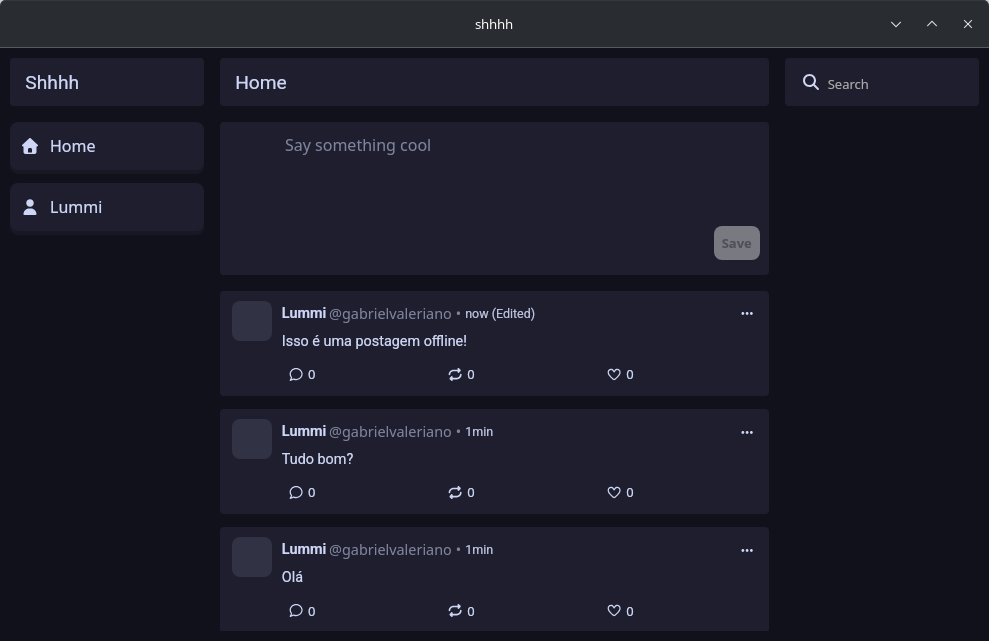 shhhh
Shhhh
Home
Search
Home
Lummi
Say something cool
Save
Lummi @gabrielvaleriano • now (Edited)
Isso é uma postagem offline!
0 0 0
Lummi @gabrielvaleriano • 1min
Tudo bom?
0 0 0
Lummi @gabrielvaleriano • 1min
Olá
0 0 0